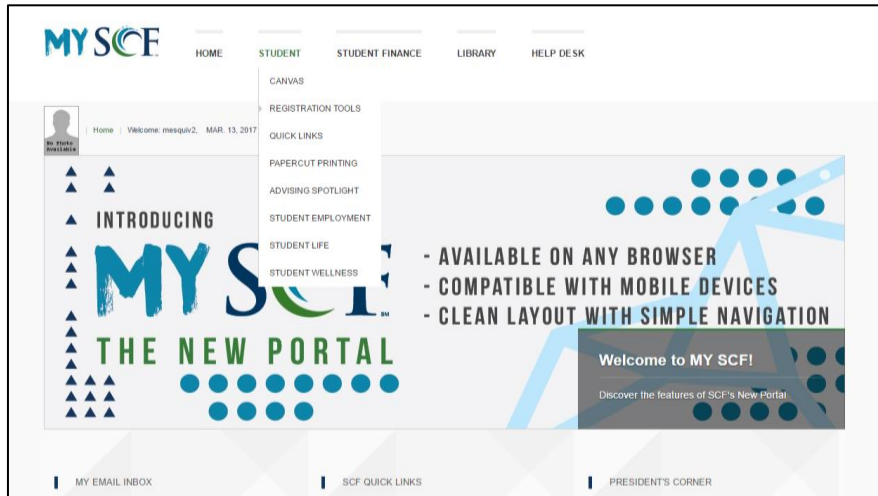 MY SCF
HOME
STUDENT
STUDENT FINANCE
LIBRARY
HELP DESK
CANVAS
REGISTRATION TOOLS
QUICK LINKS
PAPERCUT PRINTING
ADVISING SPOTLIGHT
STUDENT EMPLOYMENT
STUDENT LIFE
STUDENT WELLNESS
No Photo
Available
Home
Welcome: mesquiv2, MAR. 13, 2017
INTRODUCING
MY SCF
SM
THE NEW PORTAL
- AVAILABLE ON ANY BROWSER
- COMPATIBLE WITH MOBILE DEVICES
- CLEAN LAYOUT WITH SIMPLE NAVIGATION
Welcome to MY SCF!
Discover the features of SCF's New Portal
MY EMAIL INBOX
SCF QUICK LINKS
PRESIDENT'S CORNER